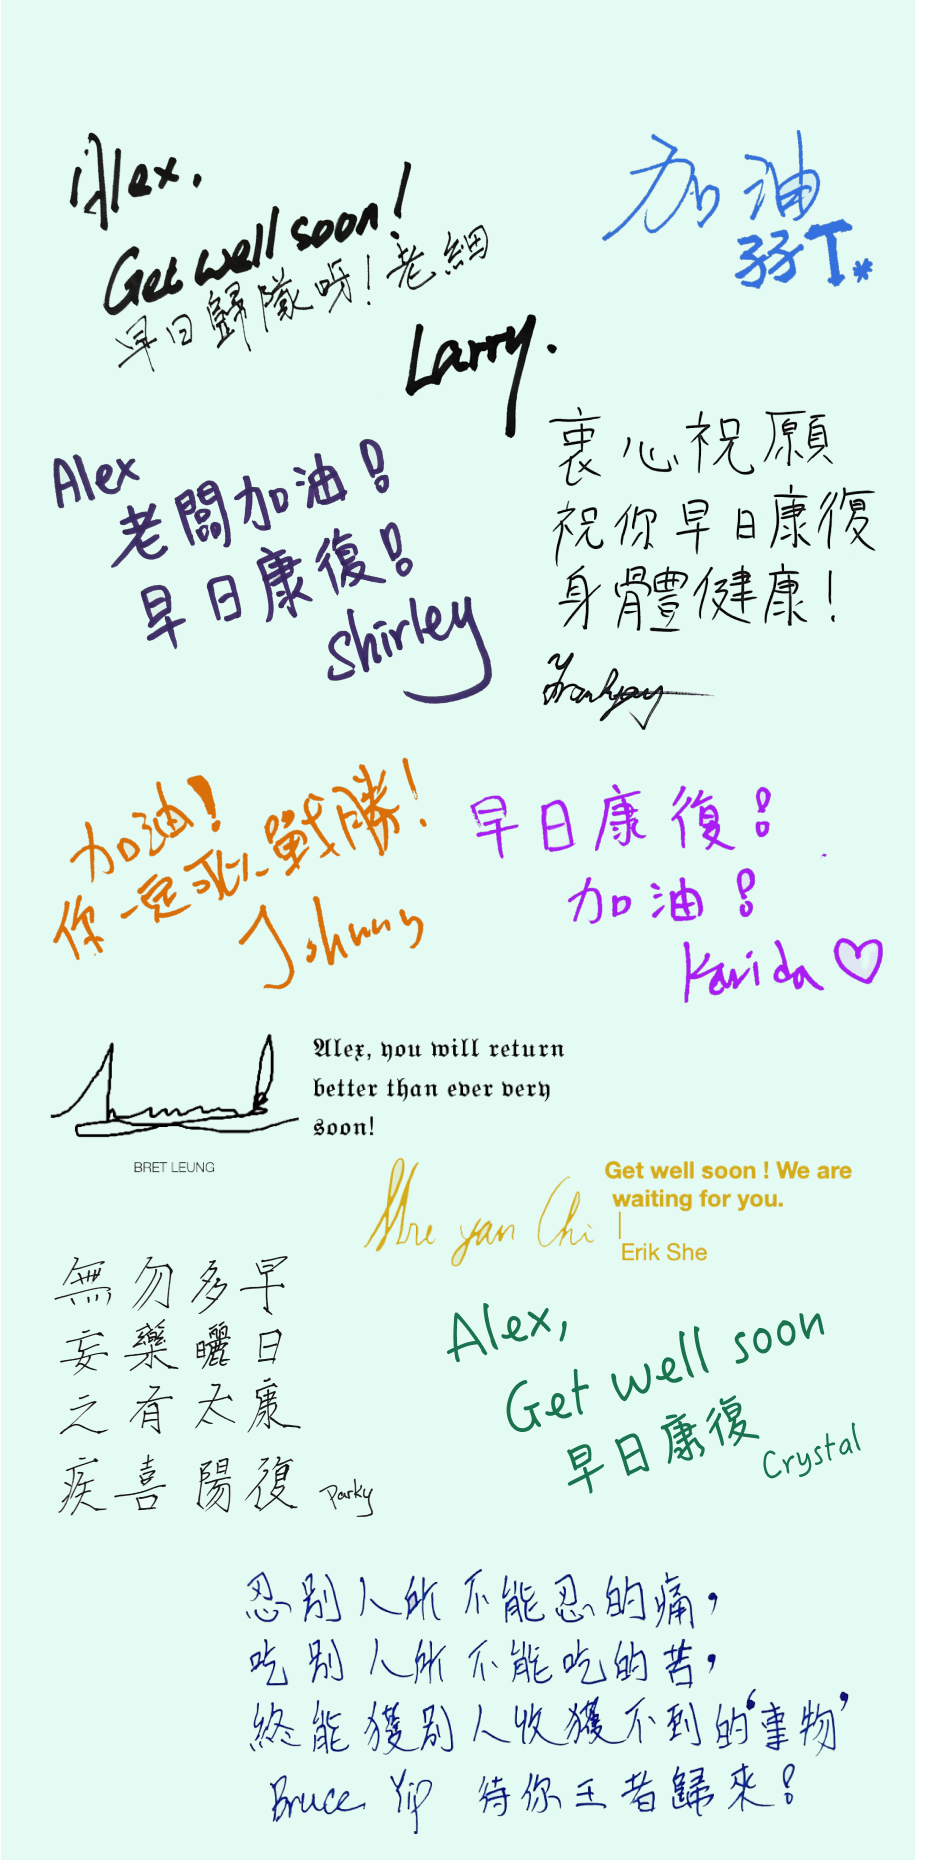 Alex.
Get well soon!
早日歸隊呀！老細
Larry.
加油
Alex
老闆加油！
早日康復！
Shirley
衷心祝願
祝你早日康復
身體健康！
加油！
你一定能戰勝！
Johnny
早日康復！
加油！
Karida
Alex, you will return
better than ever very
soon!
BRET LEUNG
She yan Chi
Get well soon ! We are
waiting for you.
Erik She
早日康復
多曬太陽
勿藥有喜
無妄之疾
Parky
Alex,
Get well soon
早日康復
Crystal
忍別人所不能忍的痛，
吃別人所不能吃的苦，
終能獲別人收獲不到的‘事物’
Bruce Yip 待你王者歸來！